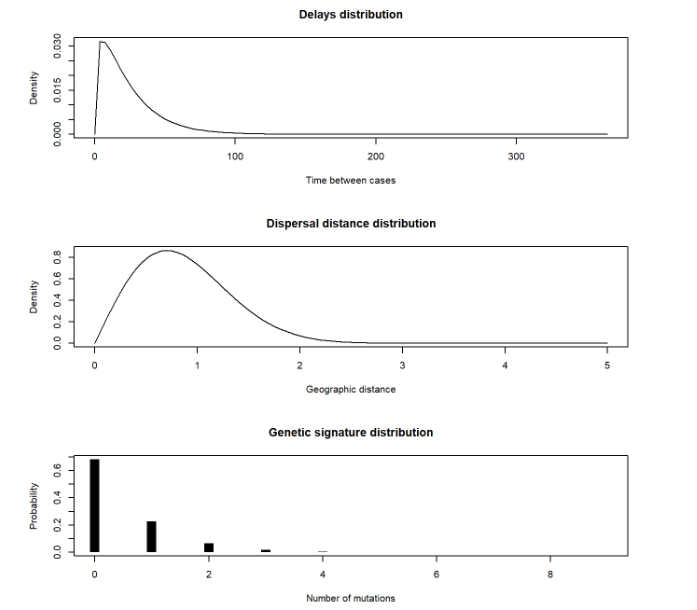 Delays distribution
Density
0.000 0.015 0.030
0 100 200 300
Time between cases
Dispersal distance distribution
Density
0.0 0.2 0.4 0.6 0.8
0 1 2 3 4 5
Geographic distance
Genetic signature distribution
Probability
0.0 0.2 0.4 0.6
0 2 4 6 8
Number of mutations